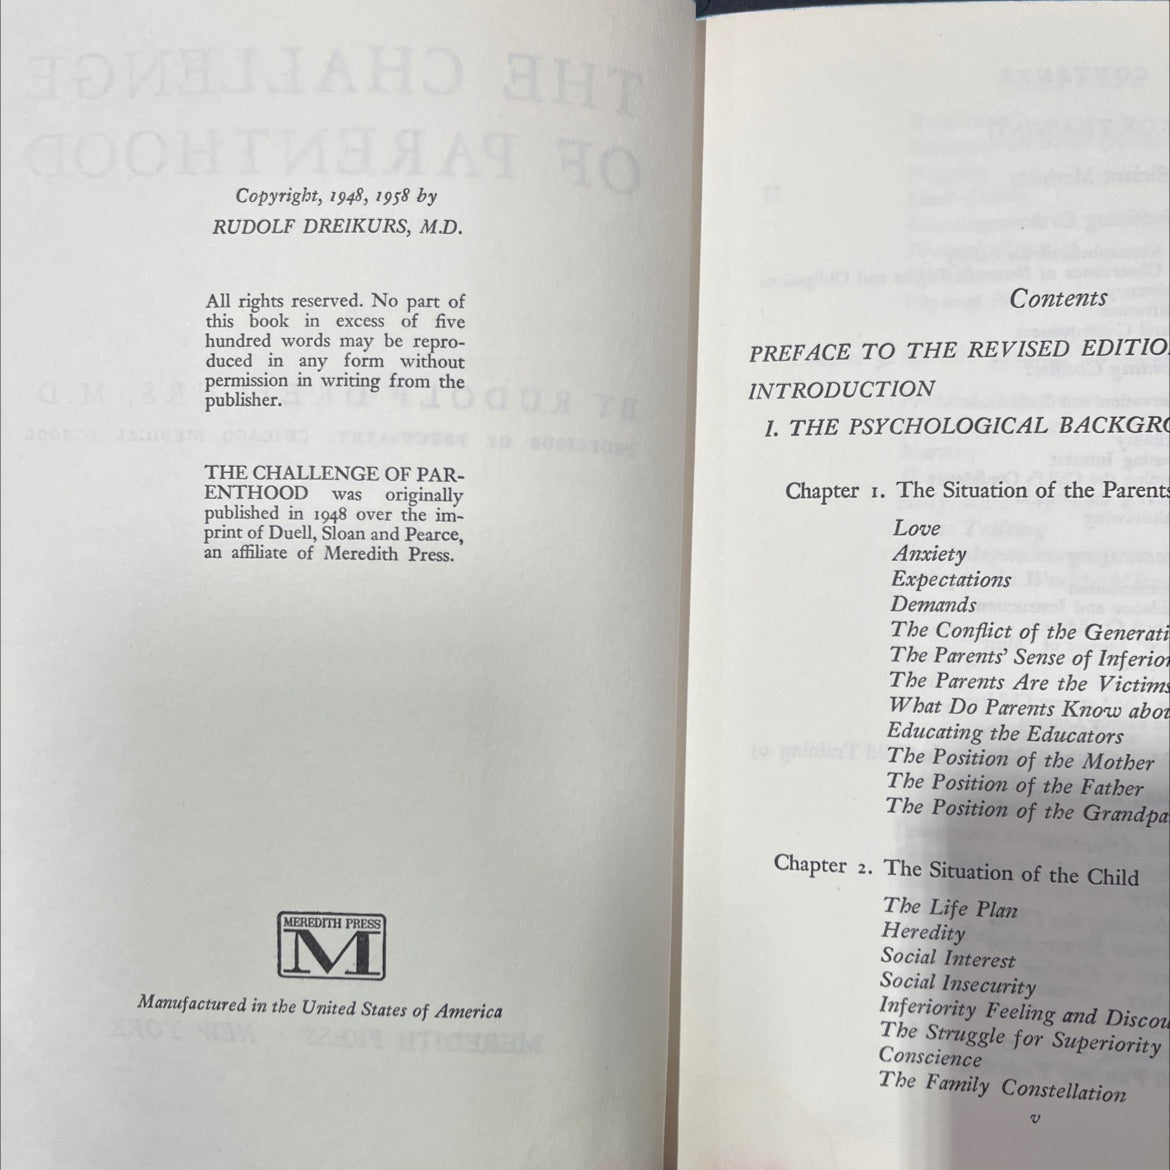 Copyright, 1948, 1958 by
RUDOLF DREIKURS, M.D.
All rights reserved. No part of
this book in excess of five
hundred words may be repro-
duced in any form without
permission in writing from the
publisher.
THE CHALLENGE OF PAR-
ENTHOOD was originally
published in 1948 over the im-
print of Duell, Sloan and Pearce,
an affiliate of Meredith Press.
MEREDITH PRESS
M
Manufactured in the United States of America
Contents
PREFACE TO THE REVISED EDITIO
INTRODUCTION
I. THE PSYCHOLOGICAL BACKGRO
Chapter 1. The Situation of the Parents
Love
Anxiety
Expectations
Demands
The Conflict of the Generati
The Parents' Sense of Inferior
The Parents Are the Victims
What Do Parents Know abou
Educating the Educators
The Position of the Mother
The Position of the Father
The Position of the Grandpa
Chapter 2. The Situation of the Child
The Life Plan
Heredity
Social Interest
Social Insecurity
Inferiority Feeling and Discou
The Struggle for Superiority
Conscience
The Family Constellation
v